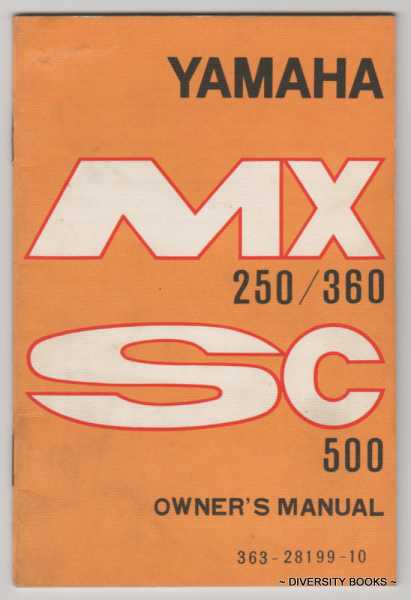 YAMAHA
MX
250/360
SC
500
OWNER'S MANUAL
363-28199-10
~ DIVERSITY BOOKS ~